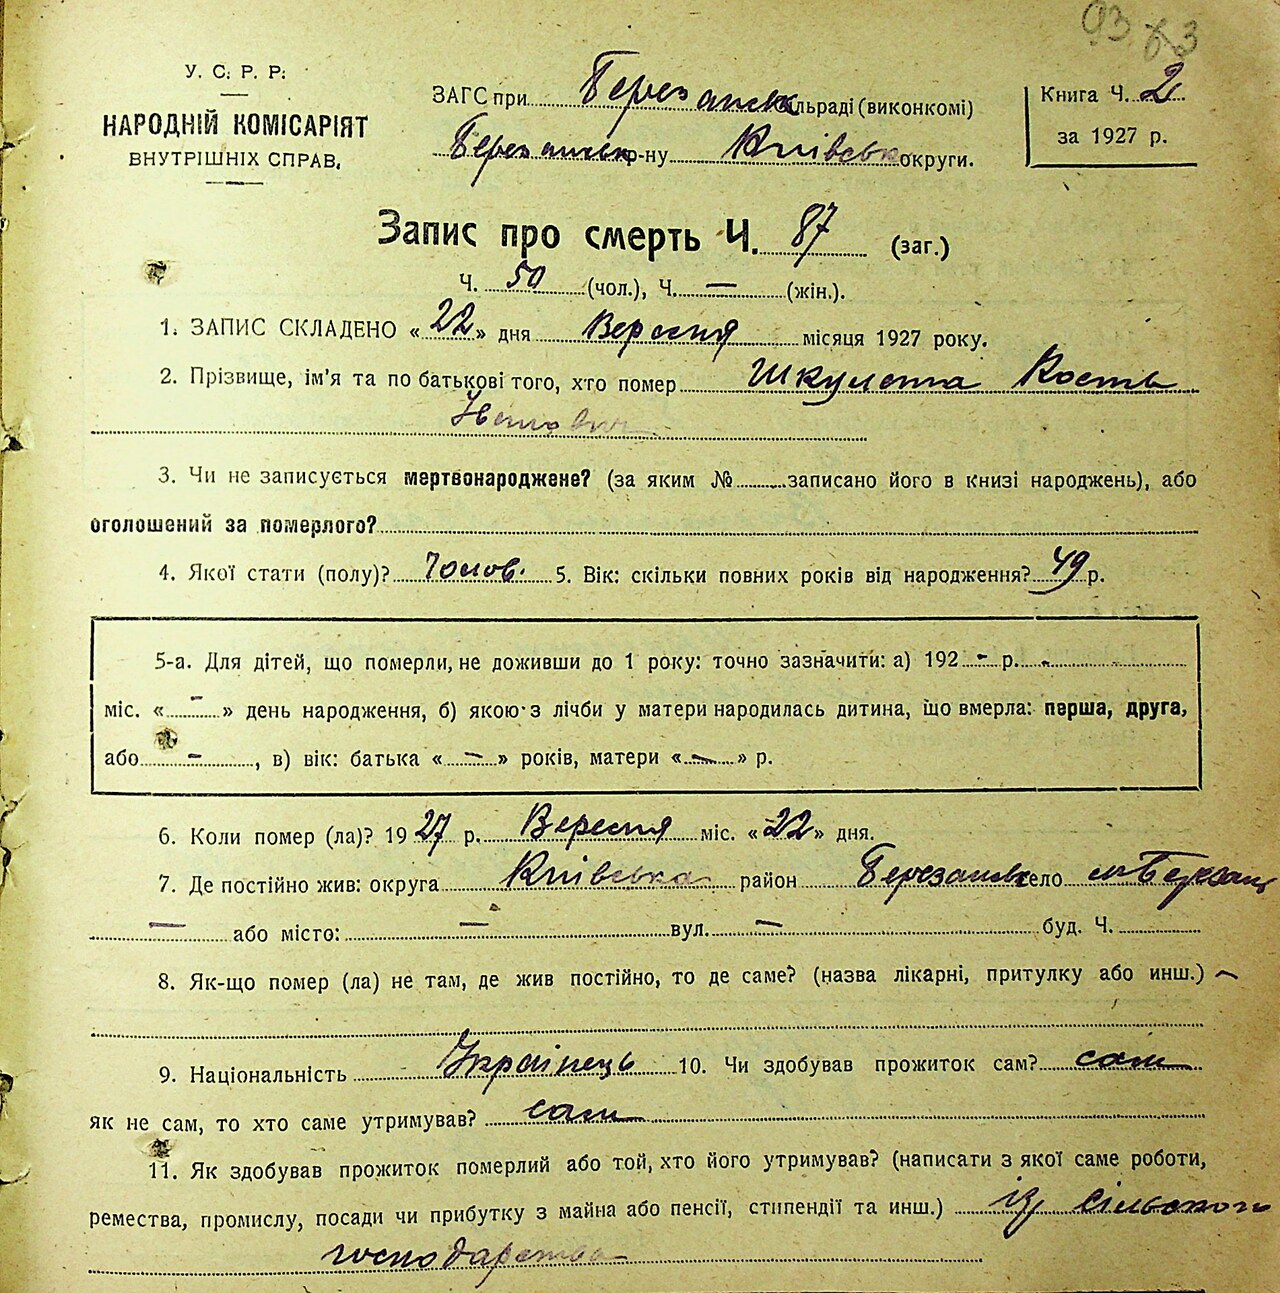 93 63
У. С. Р. Р.
НАРОДНІЙ КОМІСАРІЯТ
ВНУТРІШНІХ СПРАВ.
ЗАГС при Березанськ сільраді (виконкомі)
Березанськ р-ну Київськ округи.
Книга Ч. 2
за 1927 р.
Запис про смерть Ч. 87 (заг.)
Ч. 50 (чол.), Ч. — (жін.).
1. ЗАПИС СКЛАДЕНО «22» дня Вересня місяця 1927 року.
2. Прізвище, ім'я та по батькові того, хто помер Шкулета Кость
3. Чи не записується мертвонароджене? (за яким № записано його в книзі народжень), або
оголошений за померлого?
4. Якої стати (полу)? Чолов. 5. Вік: скільки повних років від народження? 49 р.
5-а. Для дітей, що померли, не доживши до 1 року: точно зазначити: а) 192 - р. -
міс. « - » день народження, б) якою з лічби у матери народилась дитина, що вмерла: перша, друга,
або - , в) вік: батька « — » років, матери « — » р.
6. Коли помер (ла)? 1927 р. Вересня міс. «22» дня.
7. Де постійно жив: округа Київська район Березанськ село м Березань
— або місто: — вул. — буд. Ч.
8. Як-що помер (ла) не там, де жив постійно, то де саме? (назва лікарні, притулку або инш.) —
9. Національність Українець 10. Чи здобував прожиток сам? сам
як не сам, то хто саме утримував? сам
11. Як здобував прожиток померлий або той, хто його утримував? (написати з якої саме роботи,
ремества, промислу, посади чи прибутку з майна або пенсії, стипендії та инш.) із сільского
господарства